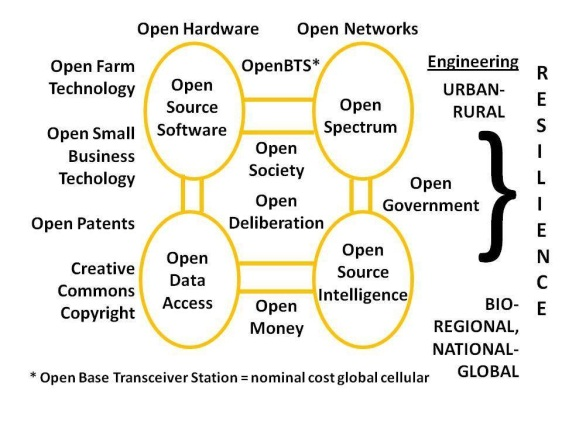 Open Hardware
Open Networks
Open Farm
Technology
Open
Source
Software
OpenBTS*
Open
Spectrum
Engineering
URBAN-
RURAL
Open Small
Business
Techology
Open
Society
Open
Government
Open Patents
Open
Deliberation
Creative
Commons
Copyright
Open
Data
Access
Open
Source
Intelligence
Open
Money
BIO-
REGIONAL,
NATIONAL-
GLOBAL
R
E
S
I
L
I
E
N
C
E
* Open Base Transceiver Station = nominal cost global cellular